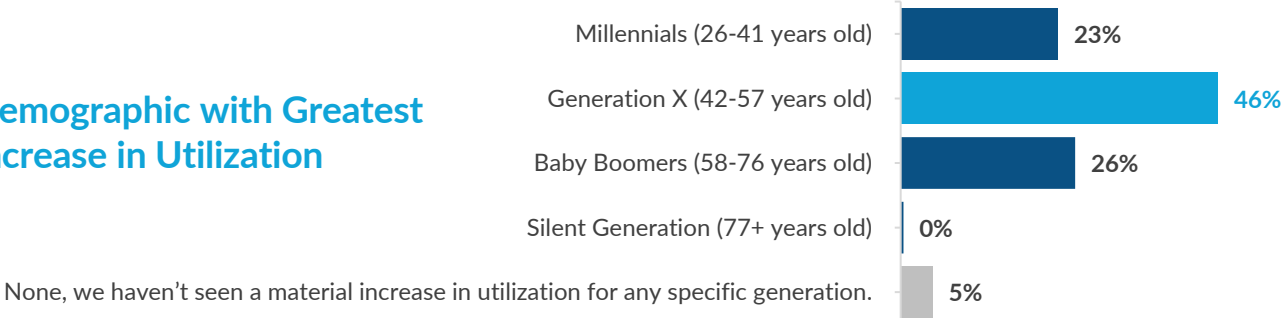 emographic with Greatest
ncrease in Utilization
Millennials (26-41 years old)
23%
Generation X (42-57 years old)
46%
Baby Boomers (58-76 years old)
26%
Silent Generation (77+ years old)
0%
None, we haven’t seen a material increase in utilization for any specific generation.
5%